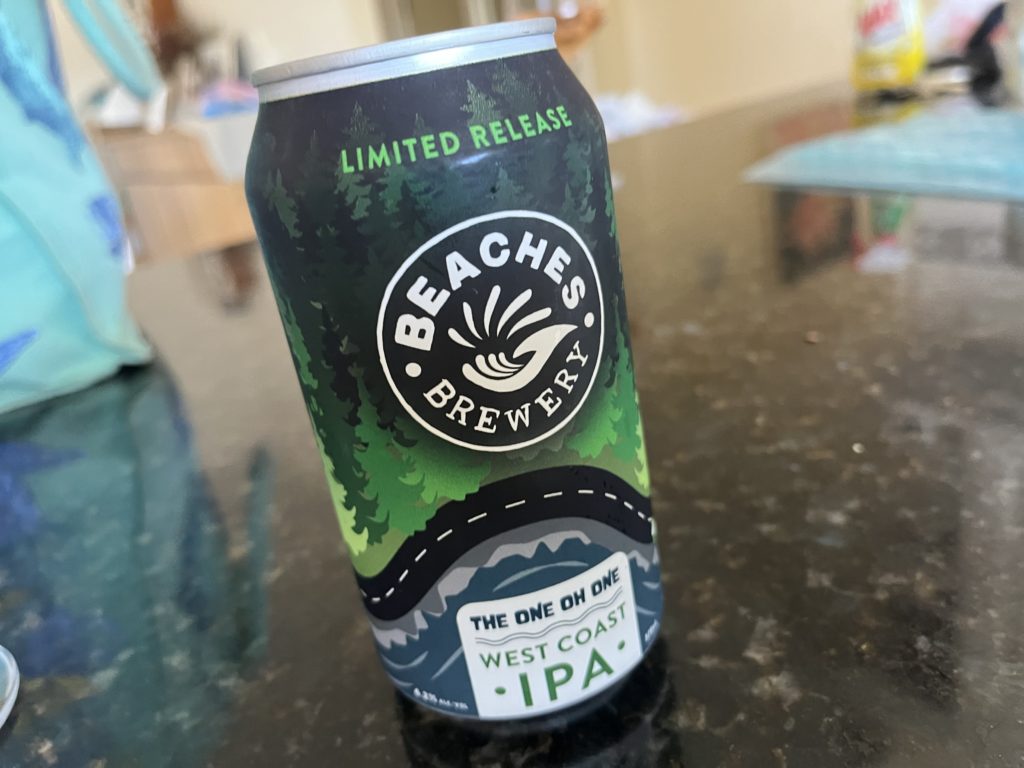 LIMITED RELEASE
BEACHES
BREWERY
THE ONE OH ONE
WEST COAST
• IPA •